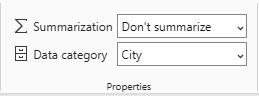 Summarization Don't summarize
Data category City
Properties